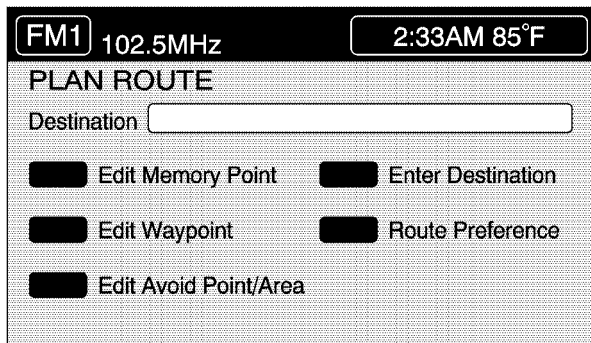 FM1 102.5MHz 2:33AM 85°F
PLAN ROUTE
Destination
Edit Memory Point Enter Destination
Edit Waypoint Route Preference
Edit Avoid Point/Area